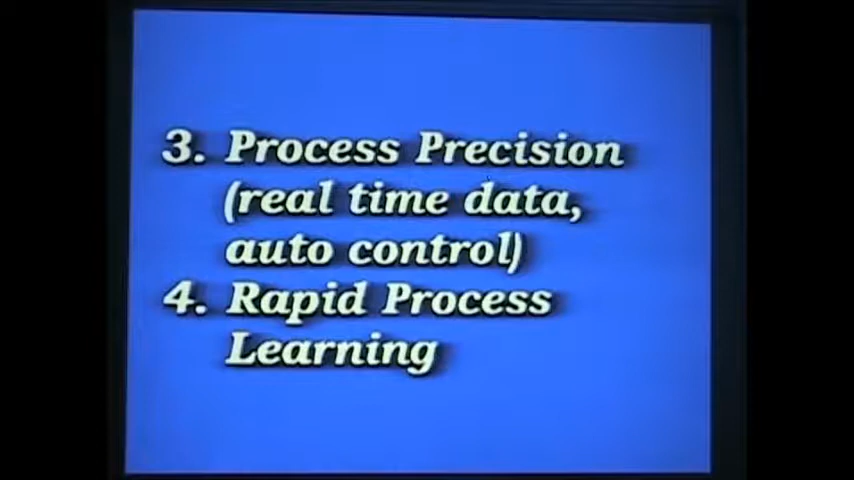 3. Process Precision
(real time data,
auto control)
4. Rapid Process
Learning